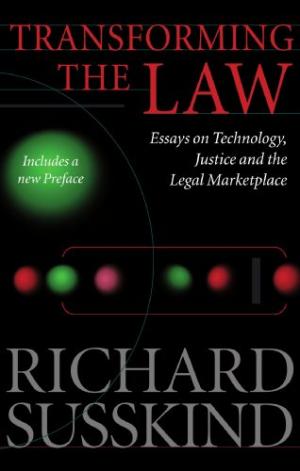 TRANSFORMING
THE LAW
Essays on Technology,
Justice and the
Legal Marketplace
Includes a
new Preface
RICHARD
SUSSKIND